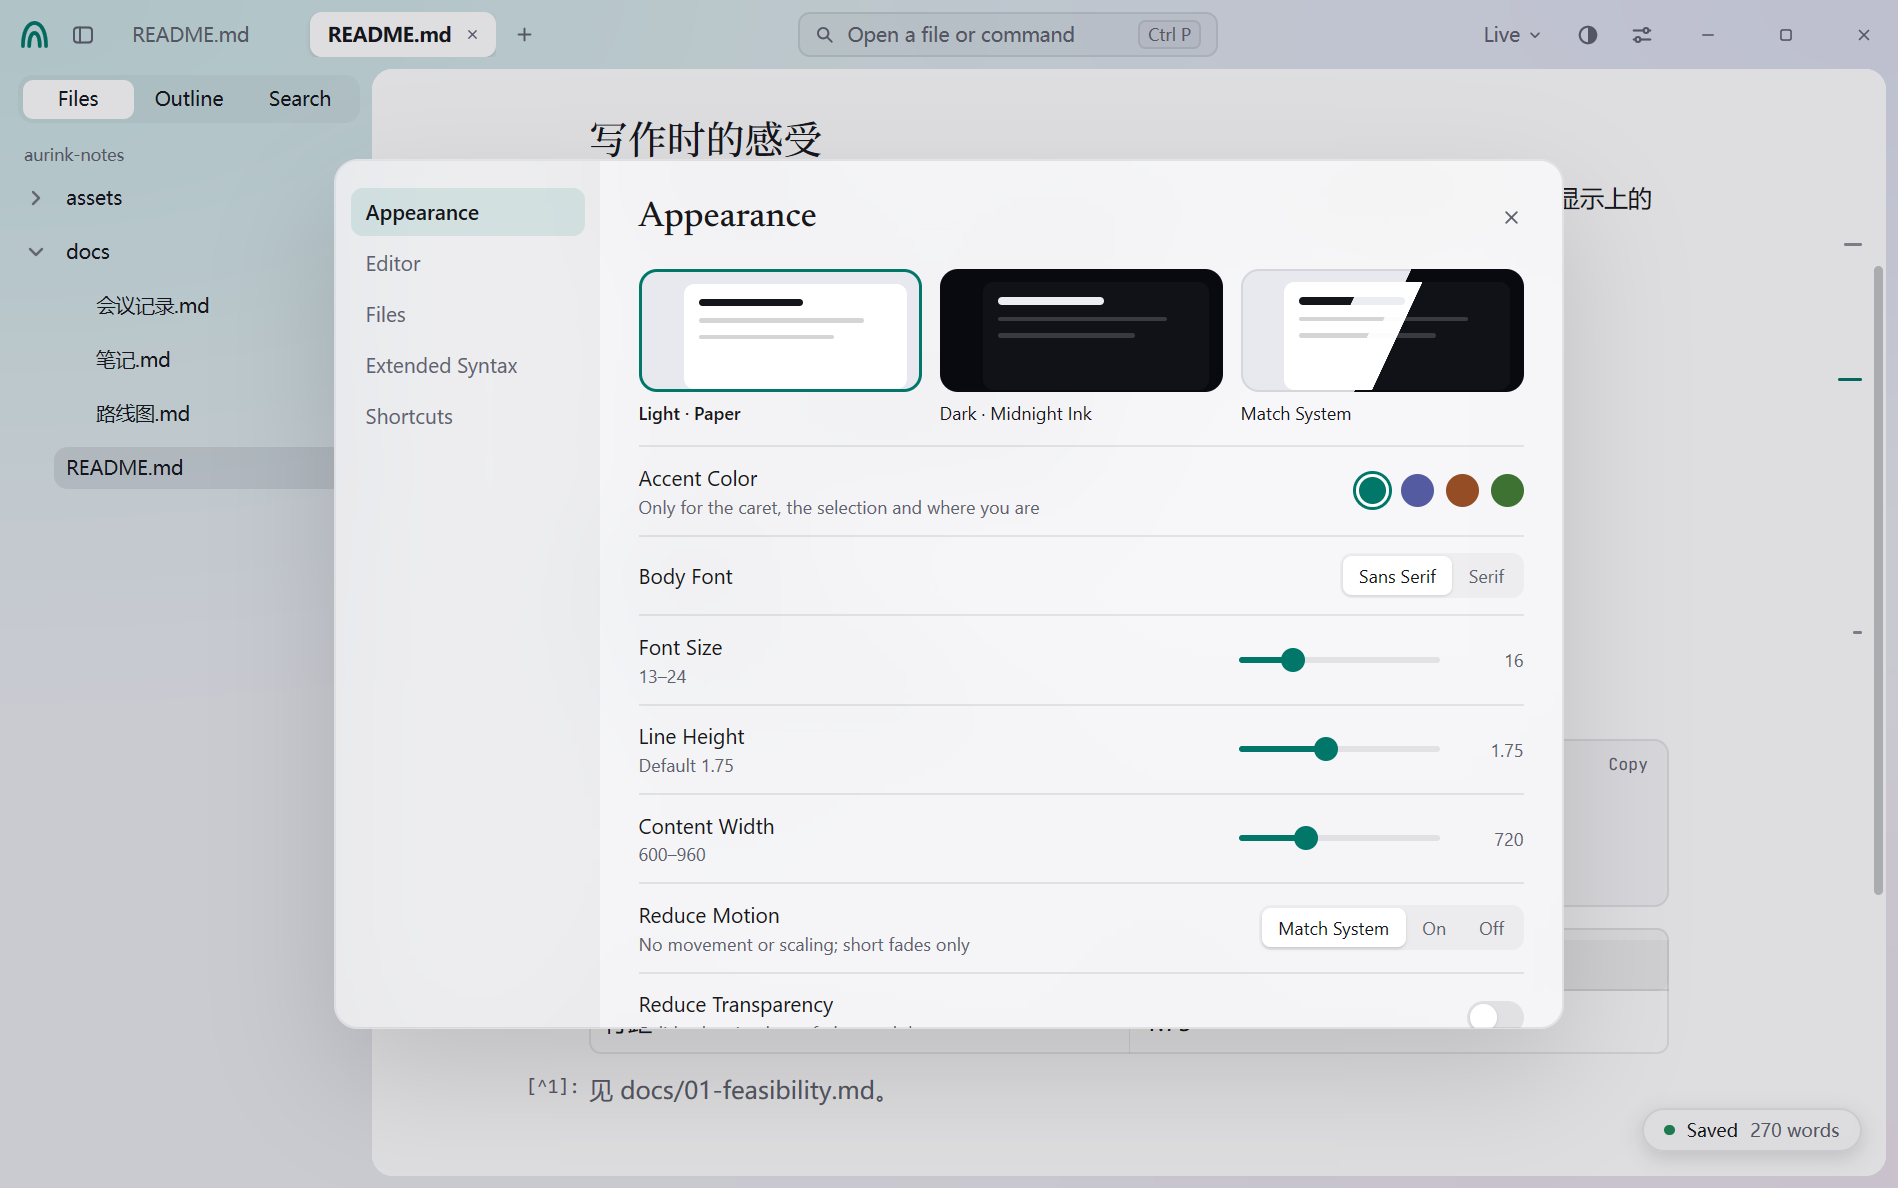 README.md
README.md
Open a file or command
Ctrl P
Live
Files
Outline
Search
aurink-notes
assets
docs
会议记录.md
笔记.md
路线图.md
README.md
写作时的感受
显示上的
Appearance
Editor
Files
Extended Syntax
Shortcuts
Appearance
Light · Paper
Dark · Midnight Ink
Match System
Accent Color
Only for the caret, the selection and where you are
Body Font
Sans Serif
Serif
Font Size
13–24
16
Line Height
Default 1.75
1.75
Content Width
600–960
720
Reduce Motion
No movement or scaling; short fades only
Match System
On
Off
Reduce Transparency
Copy
[^1]: 见 docs/01-feasibility.md。
Saved
270 words